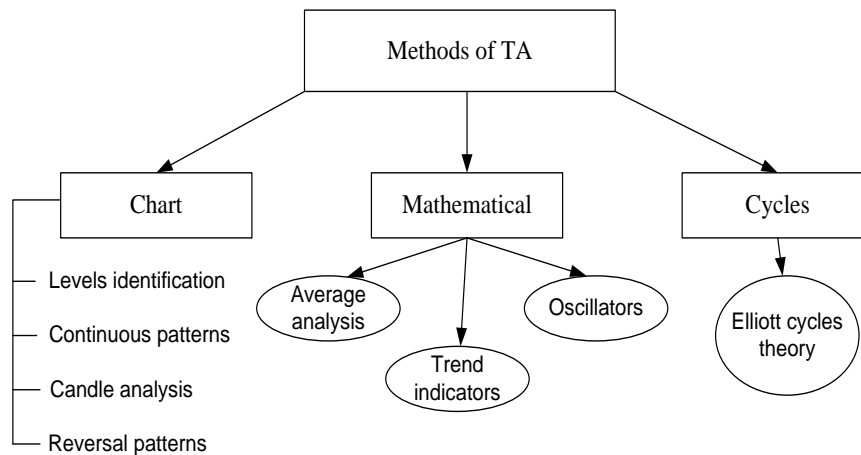 Methods of TA
Chart
Mathematical
Cycles
Levels identification
Continuous patterns
Candle analysis
Reversal patterns
Average
analysis
Trend
indicators
Oscillators
Elliott cycles
theory